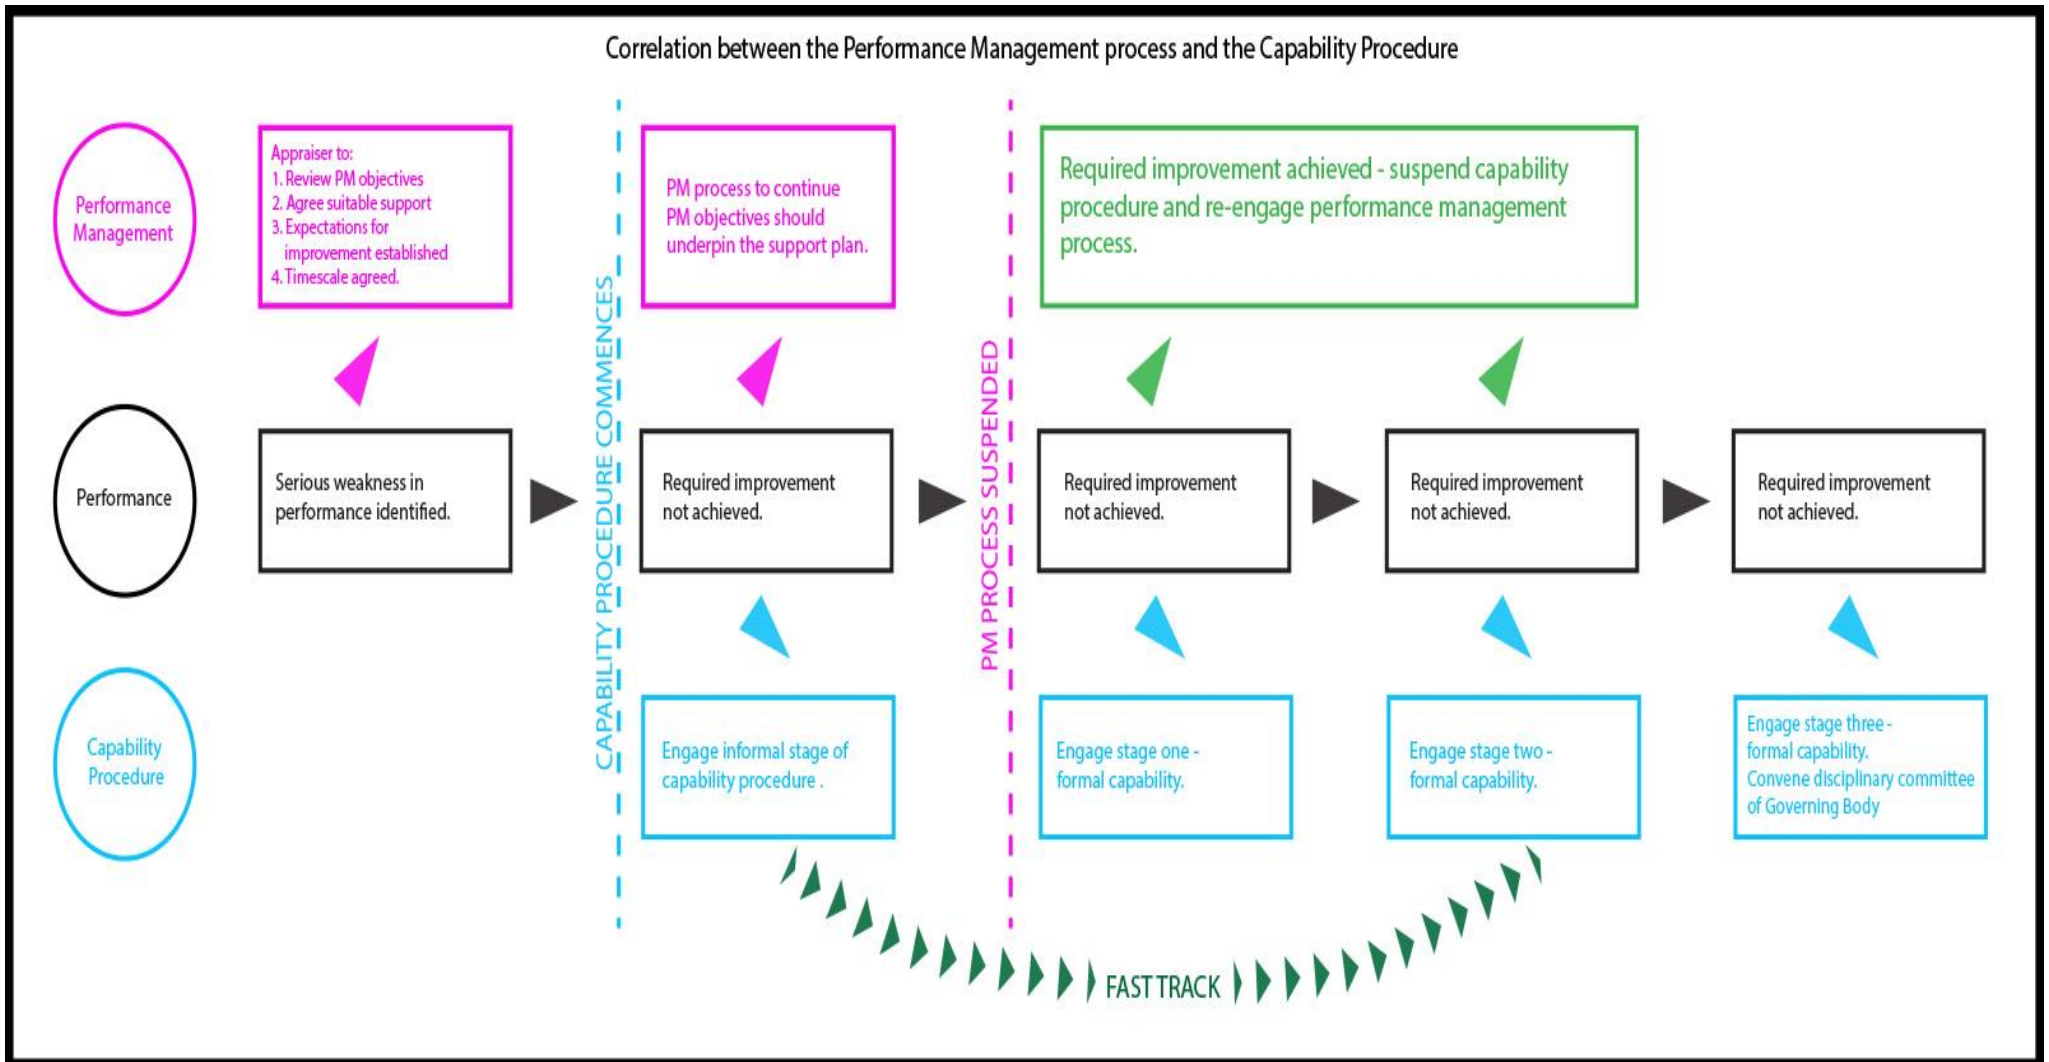 Correlation between the Performance Management process and the Capability Procedure
Performance
Management
Appraiser to:
1. Review PM objectives
2. Agree suitable support
3. Expectations for
improvement established
4. Timescale agreed.
CAPABILITY PROCEDURE COMMENCES
PM process to continue
PM objectives should
underpin the support plan.
PM PROCESS SUSPENDED
Required improvement achieved - suspend capability
procedure and re-engage performance management
process.
Performance
Serious weakness in
performance identified.
Required improvement
not achieved.
Required improvement
not achieved.
Required improvement
not achieved.
Required improvement
not achieved.
Capability
Procedure
Engage informal stage of
capability procedure .
Engage stage one -
formal capability.
Engage stage two -
formal capability.
Engage stage three -
formal capability.
Convene disciplinary committee
of Governing Body
FAST TRACK